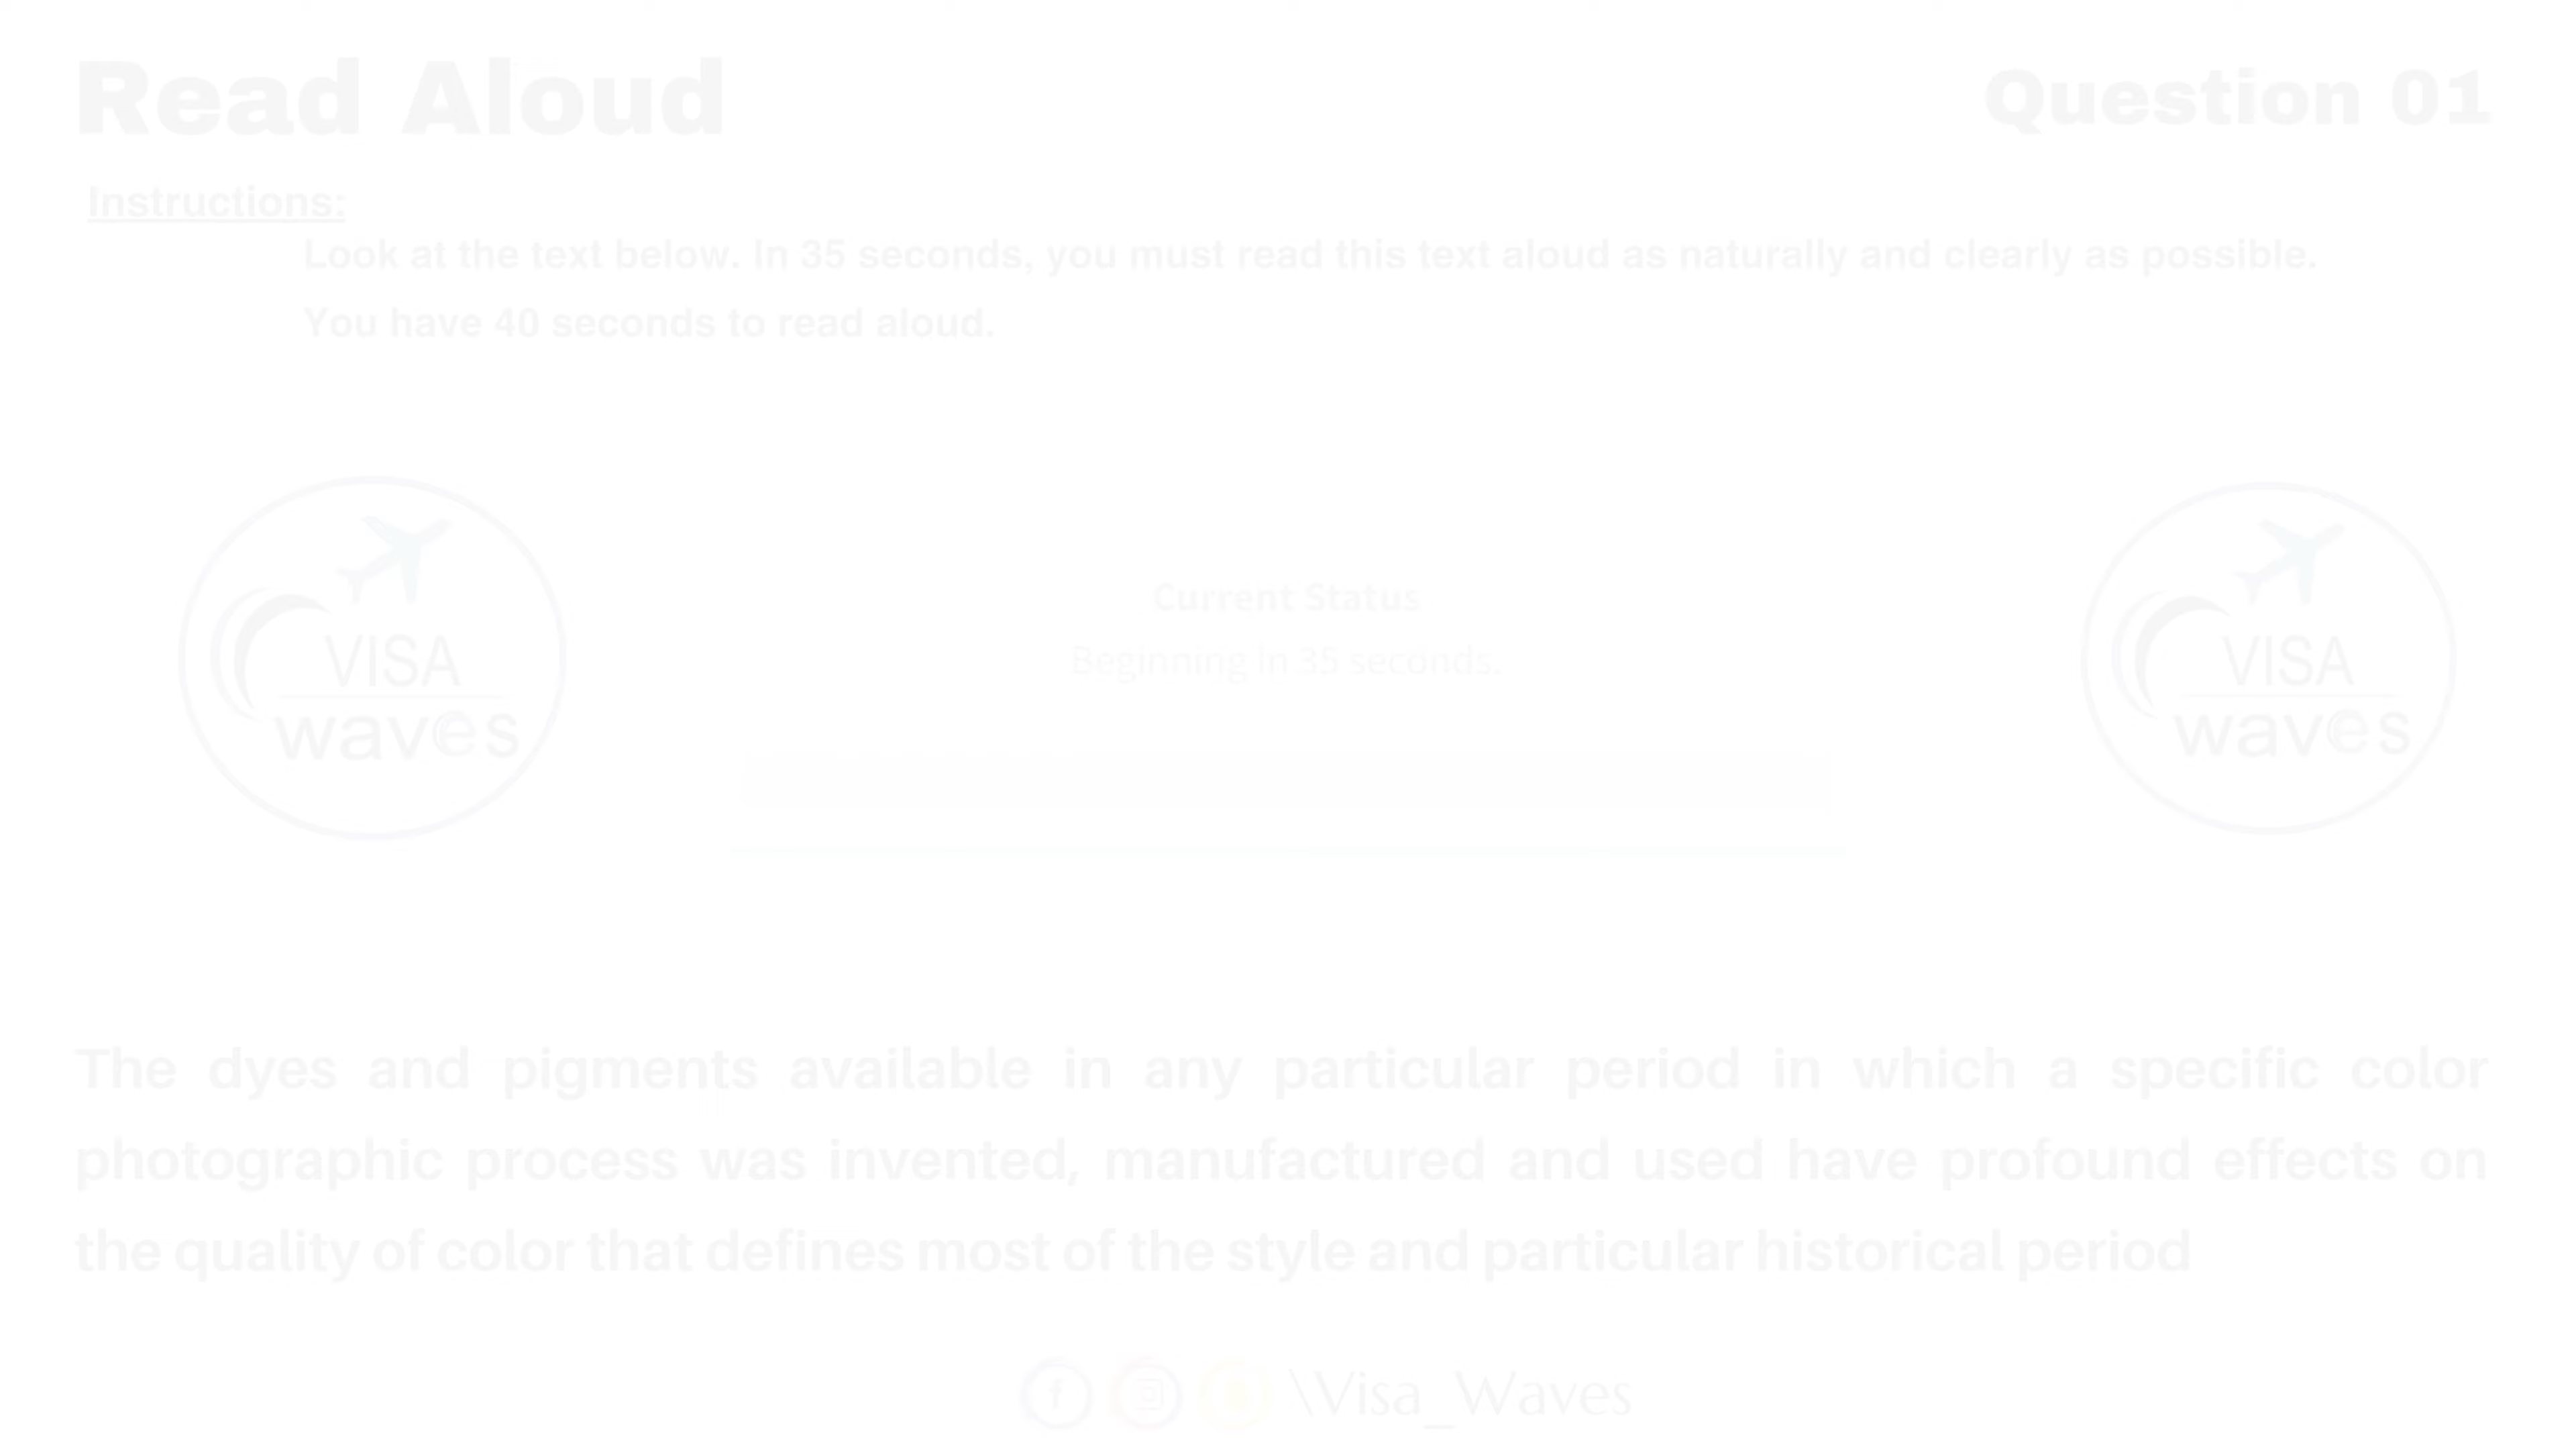 Read Aloud
Question 01
Instructions:
Look at the text below. In 35 seconds, you must read this text aloud as naturally and clearly as possible.
You have 40 seconds to read aloud.
VISA
waves
Current Status
Beginning in 35 seconds.
VISA
waves
The dyes and pigments available in any particular period in which a specific color
photographic process was invented, manufactured and used have profound effects on
the quality of color that defines most of the style and particular historical period
\Visa_Waves